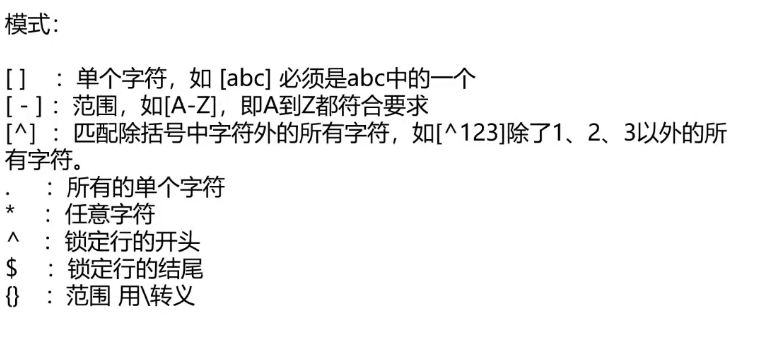 模式：
[ ] ：单个字符，如 [abc] 必须是abc中的一个
[ - ] ：范围，如[A-Z]，即A到Z都符合要求
[^] ：匹配除括号中字符外的所有字符，如[^123]除了1、2、3以外的所
有字符。
. ：所有的单个字符
* ：任意字符
^ ：锁定行的开头
$ ：锁定行的结尾
{} ：范围 用\转义